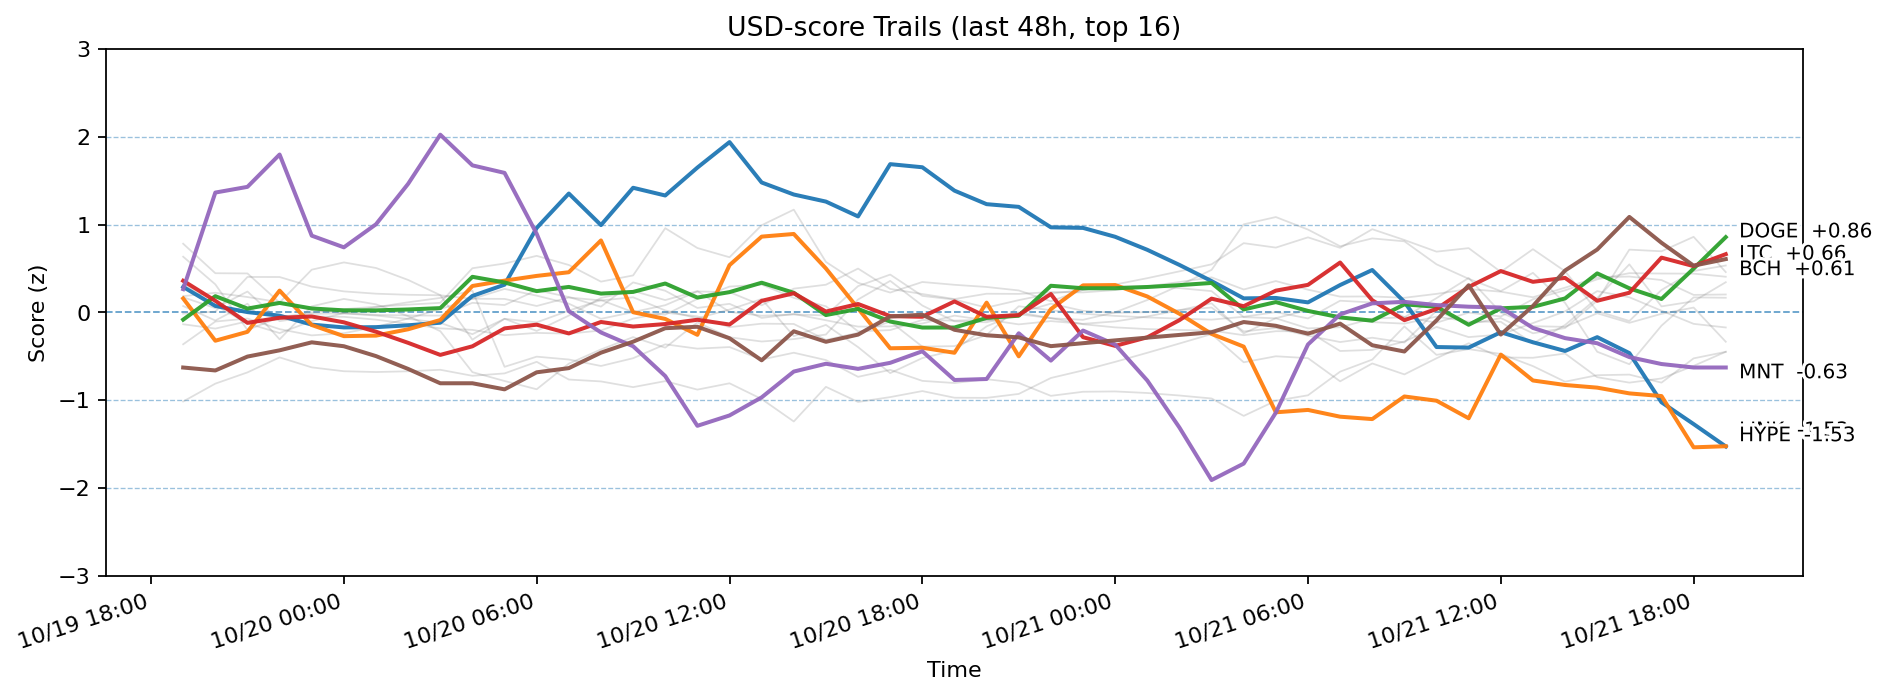 USD-score Trails (last 48h, top 16)
3
2
1
0
−1
−2
−3
Score (z)
DOGE +0.86
LTC +0.66
BCH +0.61
MNT -0.63
HYPE -1.53
10/19 18:00
10/20 00:00
10/20 06:00
10/20 12:00
10/20 18:00
10/21 00:00
10/21 06:00
10/21 12:00
10/21 18:00
Time